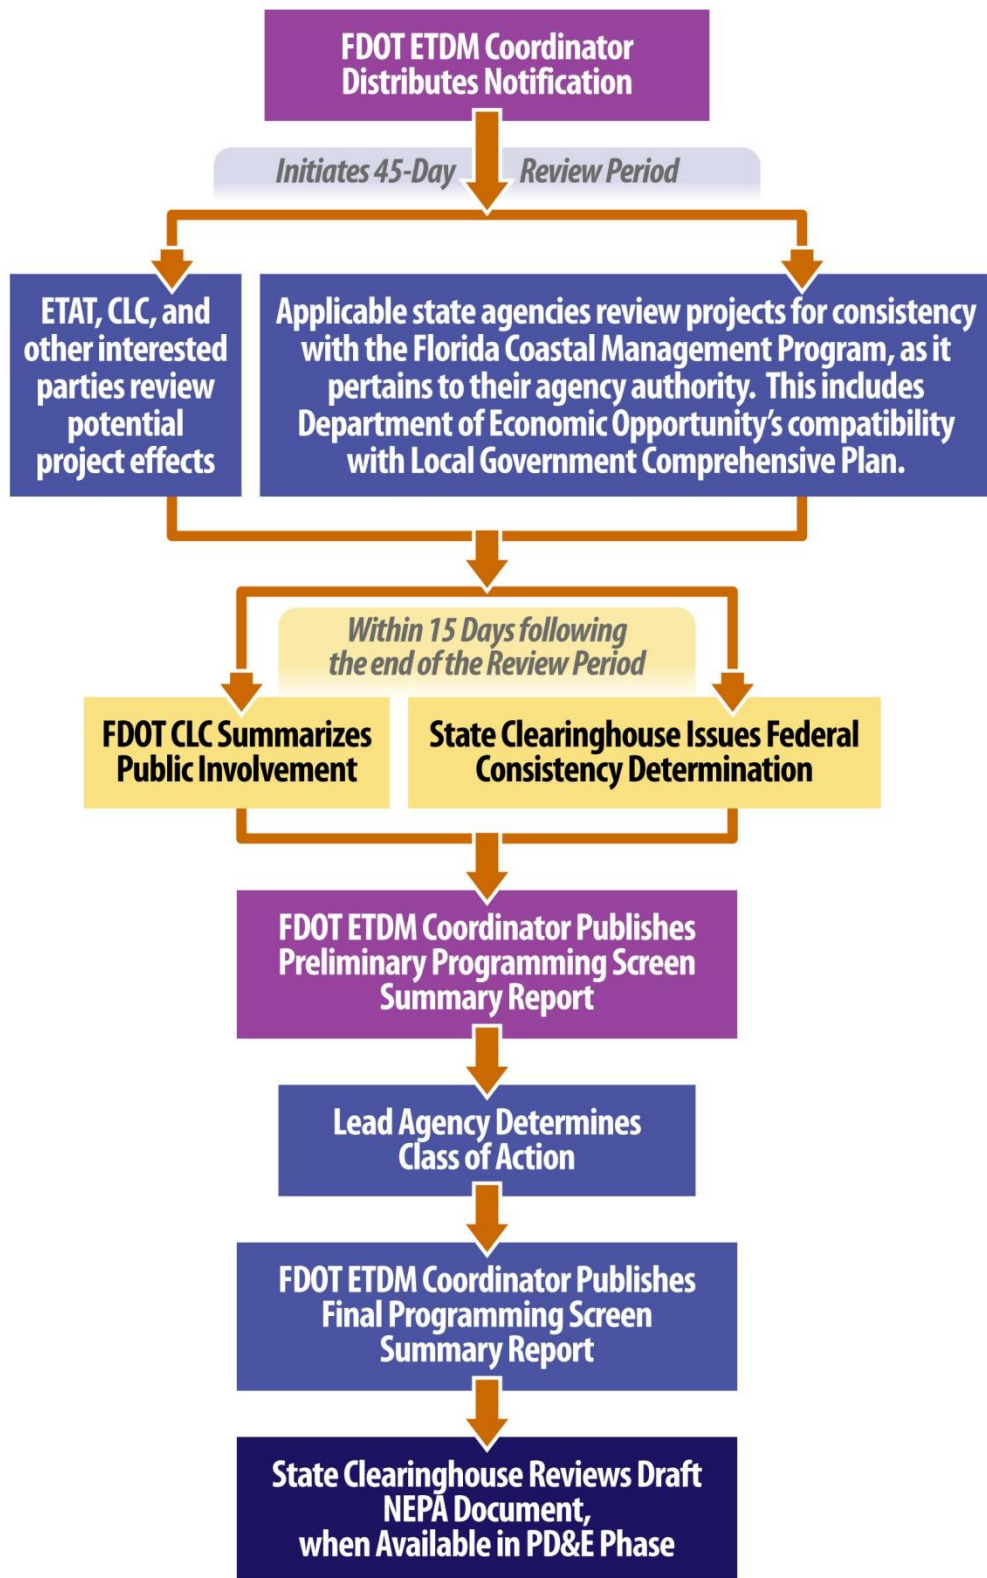 FDOT ETDM Coordinator
Distributes Notification
Initiates 45-Day Review Period
ETAT, CLC, and
other interested
parties review
potential
project effects
Applicable state agencies review projects for consistency
with the Florida Coastal Management Program, as it
pertains to their agency authority. This includes
Department of Economic Opportunity's compatibility
with Local Government Comprehensive Plan.
Within 15 Days following
the end of the Review Period
FDOT CLC Summarizes
Public Involvement
State Clearinghouse Issues Federal
Consistency Determination
FDOT ETDM Coordinator Publishes
Preliminary Programming Screen
Summary Report
Lead Agency Determines
Class of Action
FDOT ETDM Coordinator Publishes
Final Programming Screen
Summary Report
State Clearinghouse Reviews Draft
NEPA Document,
when Available in PD&E Phase